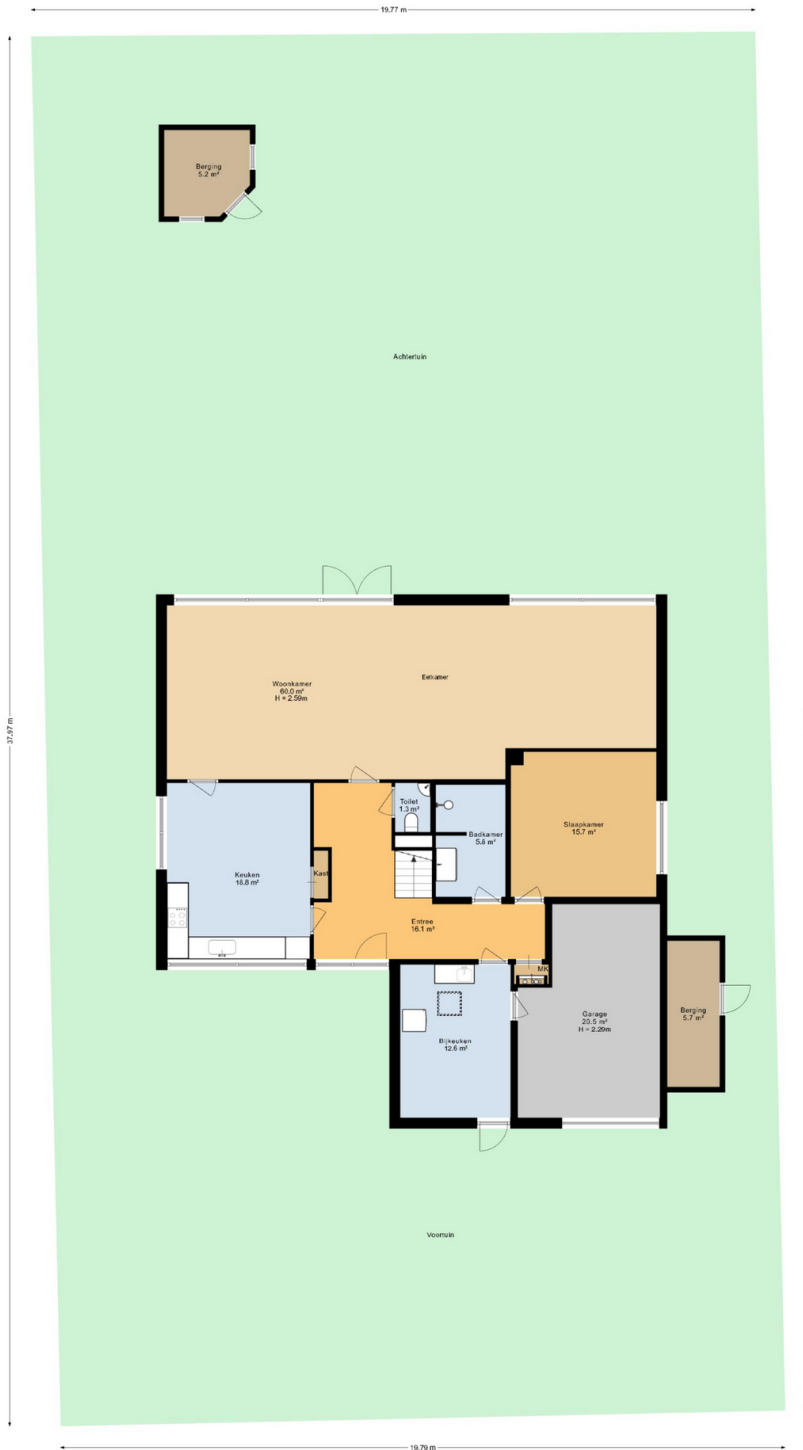 19.77 m
Berging
5.2 m²
Achtertuin
37.97 m
Woonkamer
60.0 m²
H = 2.59m
Eetkamer
Toilet
1.3 m²
Badkamer
5.8 m²
Slaapkamer
15.7 m²
Keuken
18.8 m²
Kast
Entree
16.1 m²
MK
Bijkeuken
12.6 m²
Garage
20.5 m²
H = 2.29m
Berging
5.7 m²
Voortuin
19.79 m